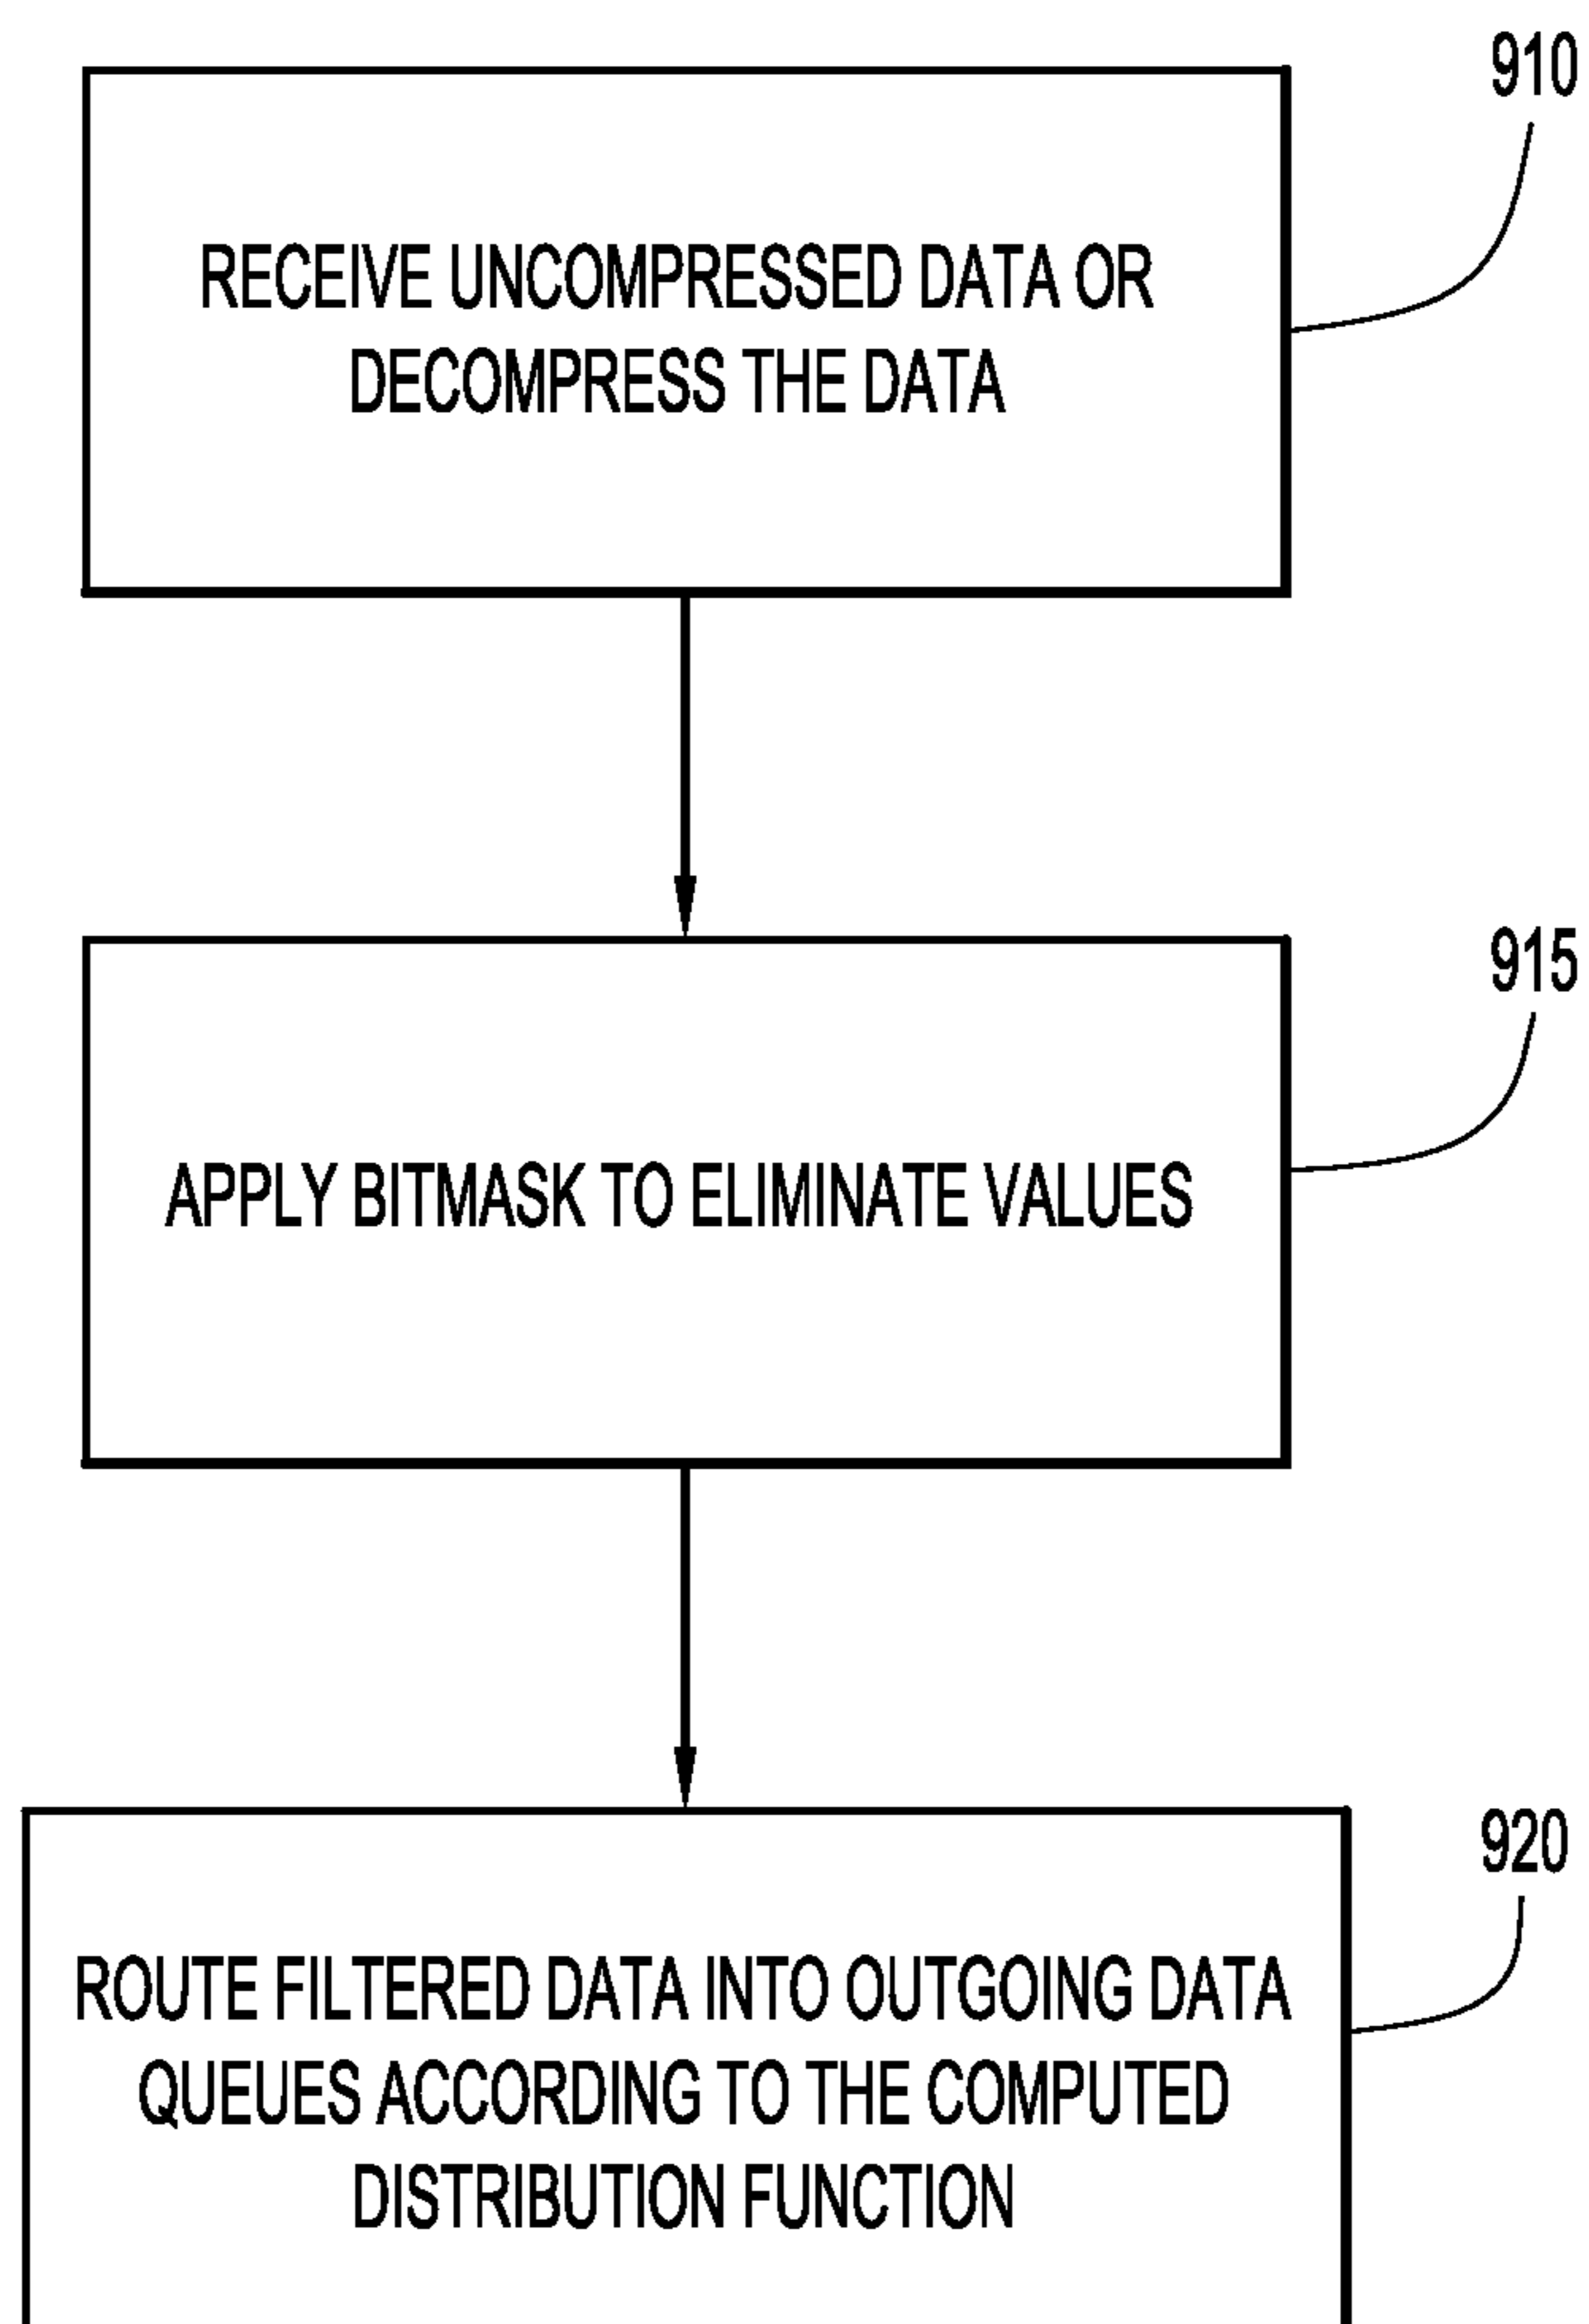 910
RECEIVE UNCOMPRESSED DATA OR
DECOMPRESS THE DATA
915
APPLY BITMASK TO ELIMINATE VALUES
920
ROUTE FILTERED DATA INTO OUTGOING DATA
QUEUES ACCORDING TO THE COMPUTED
DISTRIBUTION FUNCTION